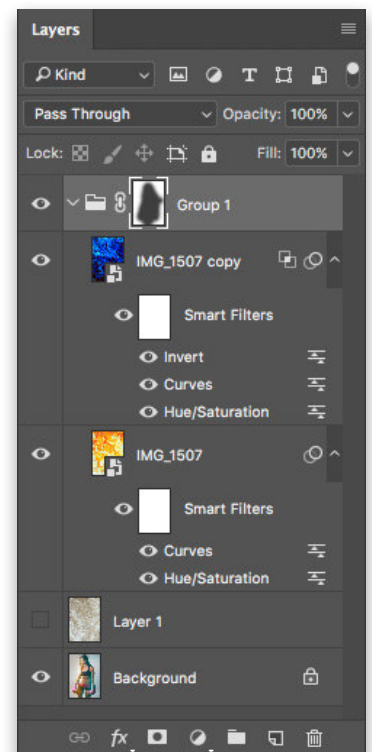 Layers
Kind
Pass Through Opacity: 100%
Lock: Fill: 100%
Group 1
IMG_1507 copy
Smart Filters
Invert
Curves
Hue/Saturation
IMG_1507
Smart Filters
Curves
Hue/Saturation
Layer 1
Background
fx